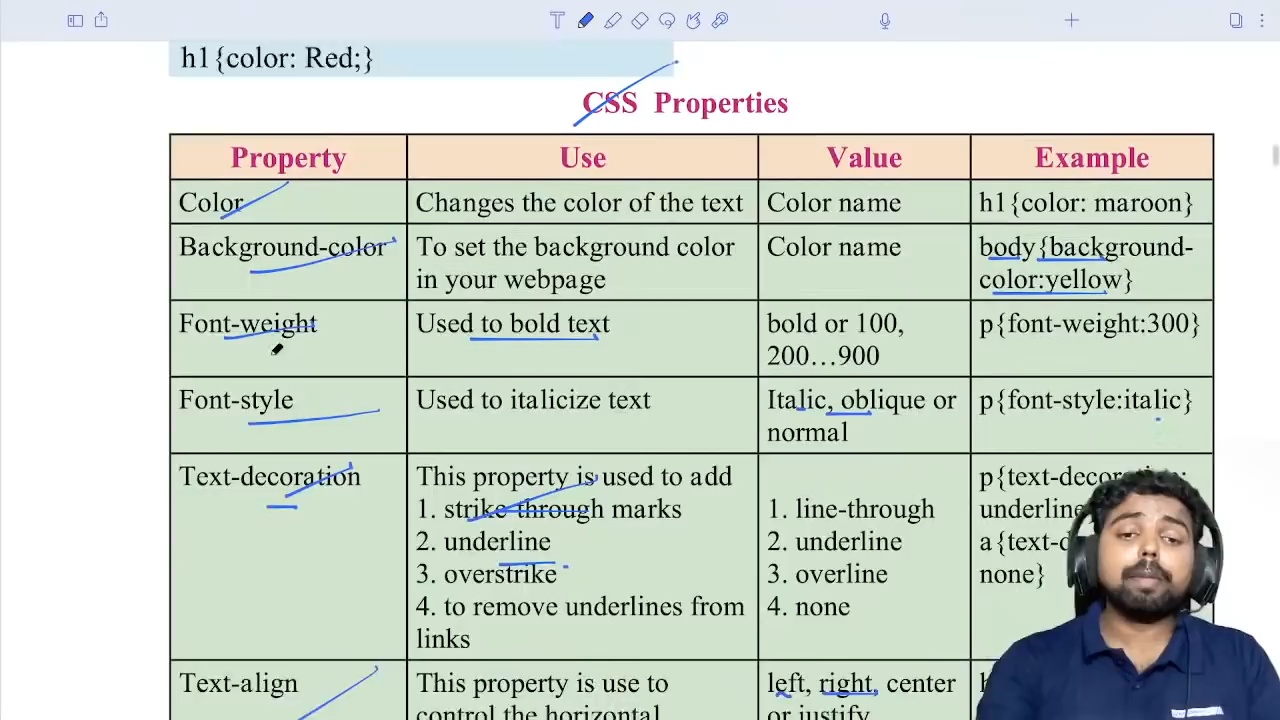 h1{color: Red;}
CSS Properties
Property Use Value Example
Color Changes the color of the text Color name h1{color: maroon}
Background-color To set the background color Color name body{background-
in your webpage color:yellow}
Font-weight Used to bold text bold or 100, p{font-weight:300}
200...900
Font-style Used to italicize text Italic, oblique or p{font-style:italic}
normal
Text-decoration This property is used to add p{text-decoration:
1. strike-through marks 1. line-through underline
2. underline 2. underline a{text-d
3. overstrike 3. overline none}
4. to remove underlines from 4. none
links
Text-align This property is use to left, right, center
control the horizontal or justify